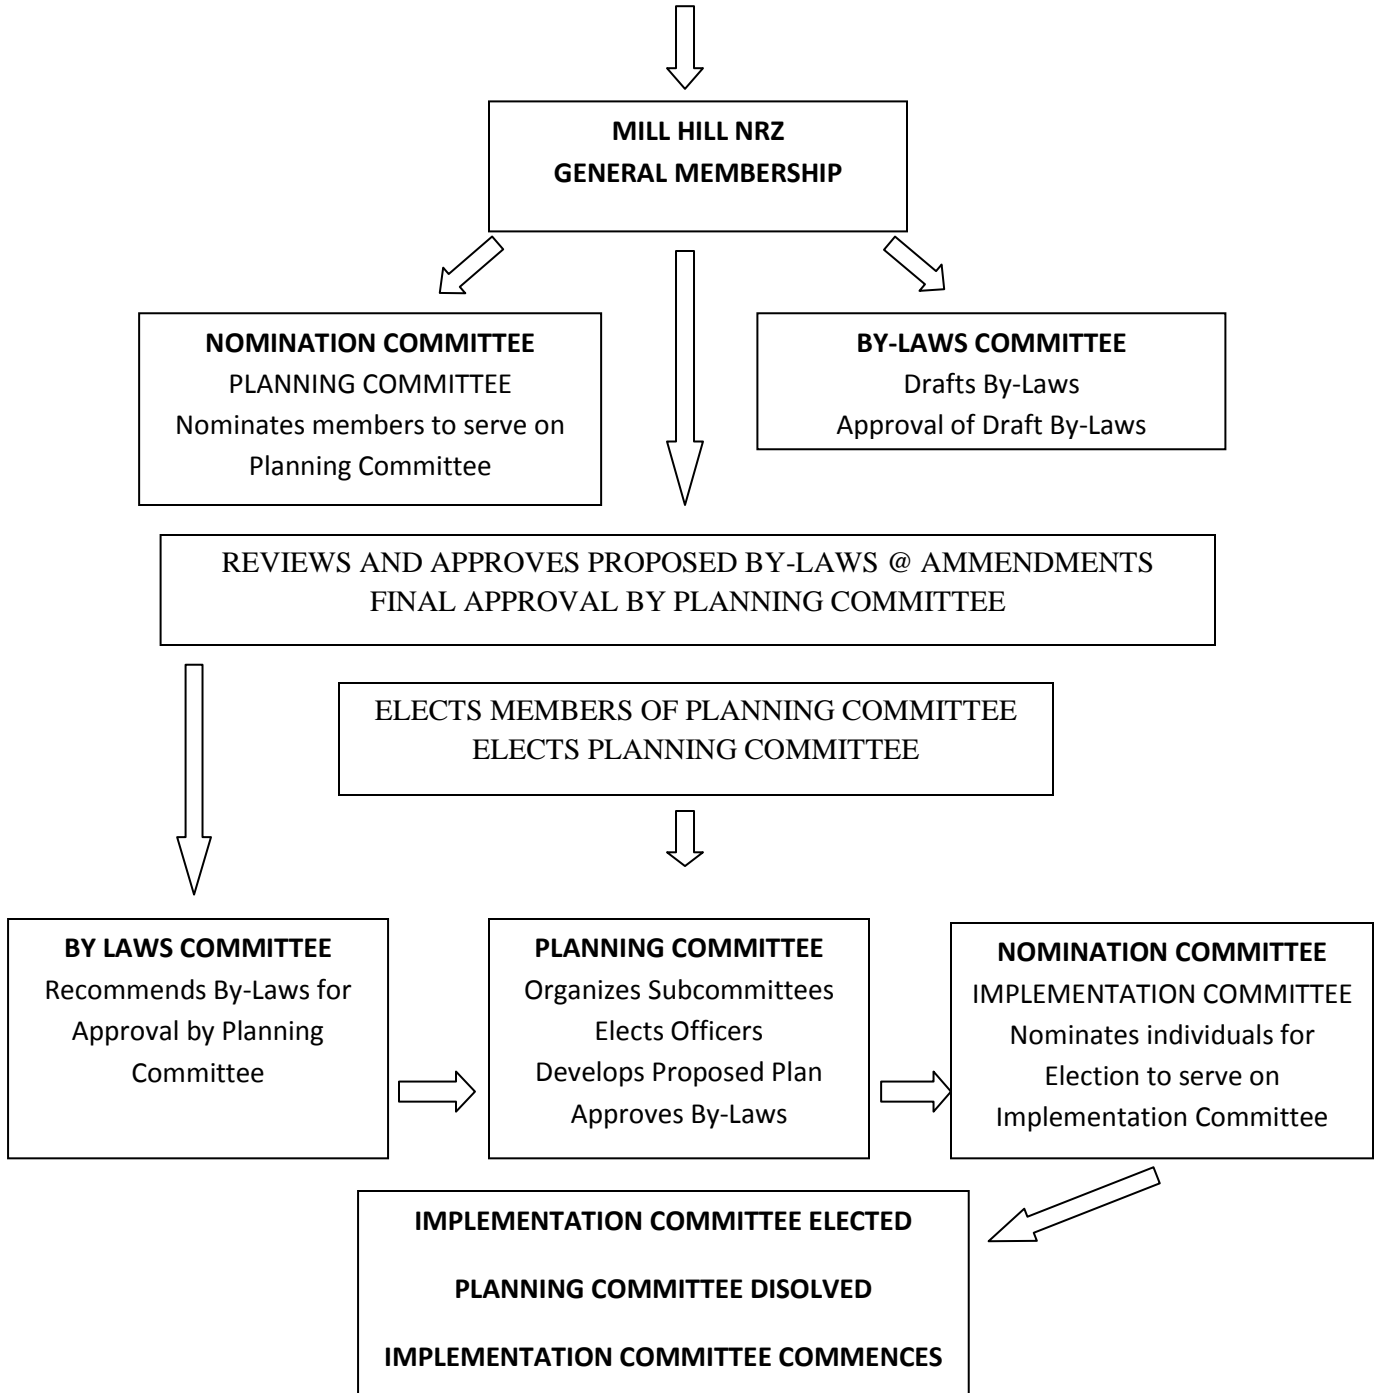 MILL HILL NRZ
GENERAL MEMBERSHIP
NOMINATION COMMITTEE
PLANNING COMMITTEE
Nominates members to serve on
Planning Committee
BY-LAWS COMMITTEE
Drafts By-Laws
Approval of Draft By-Laws
REVIEWS AND APPROVES PROPOSED BY-LAWS @ AMMENDMENTS
FINAL APPROVAL BY PLANNING COMMITTEE
ELECTS MEMBERS OF PLANNING COMMITTEE
ELECTS PLANNING COMMITTEE
BY LAWS COMMITTEE
Recommends By-Laws for
Approval by Planning
Committee
PLANNING COMMITTEE
Organizes Subcommittees
Elects Officers
Develops Proposed Plan
Approves By-Laws
NOMINATION COMMITTEE
IMPLEMENTATION COMMITTEE
Nominates individuals for
Election to serve on
Implementation Committee
IMPLEMENTATION COMMITTEE ELECTED
PLANNING COMMITTEE DISOLVED
IMPLEMENTATION COMMITTEE COMMENCES